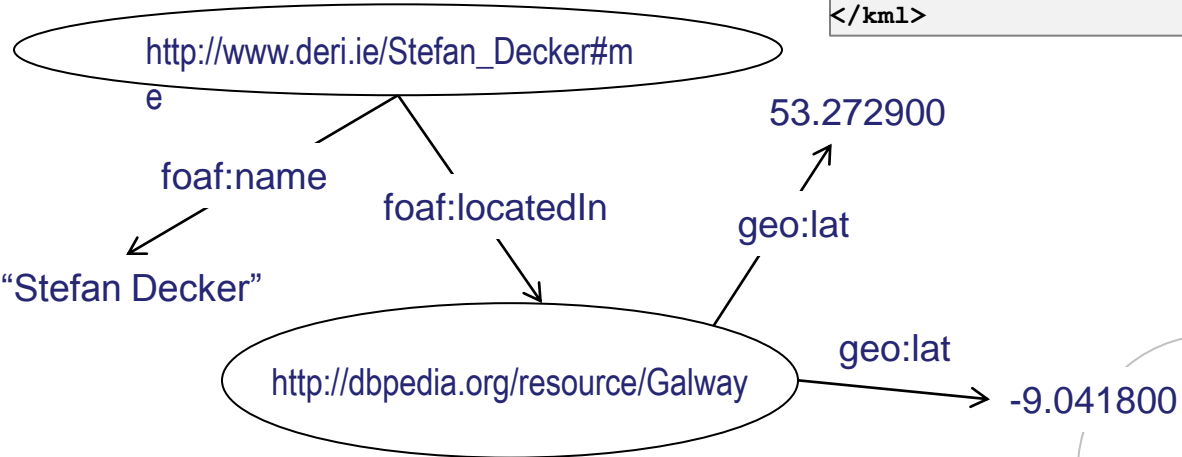 </kml>
http://www.deri.ie/Stefan_Decker#m
e
53.272900
foaf:name
foaf:locatedIn
geo:lat
“Stefan Decker”
geo:lat
http://dbpedia.org/resource/Galway
-9.041800